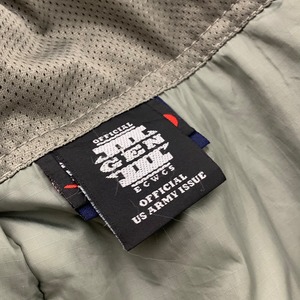 OFFICIAL
III
GEN
III
ECWCS
OFFICIAL
US ARMY ISSUE